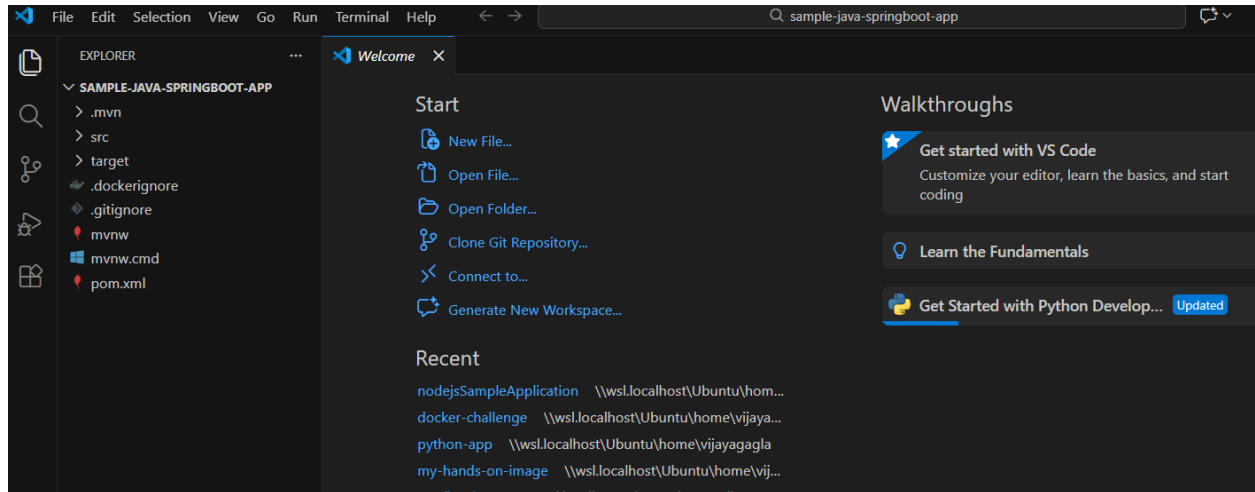 File Edit Selection View Go Run Terminal Help
sample-java-springboot-app
EXPLORER
Welcome
SAMPLE-JAVA-SPRINGBOOT-APP
.mvn
src
target
.dockerignore
.gitignore
mvnw
mvnw.cmd
pom.xml
Start
New File...
Open File...
Open Folder...
Clone Git Repository...
Connect to...
Generate New Workspace...
Recent
nodejsSampleApplication \\wsl.localhost\Ubuntu\hom...
docker-challenge \\wsl.localhost\Ubuntu\home\vijaya...
python-app \\wsl.localhost\Ubuntu\home\vijayagagla
my-hands-on-image \\wsl.localhost\Ubuntu\home\vij...
Walkthroughs
Get started with VS Code
Customize your editor, learn the basics, and start
coding
Learn the Fundamentals
Get Started with Python Develop... Updated